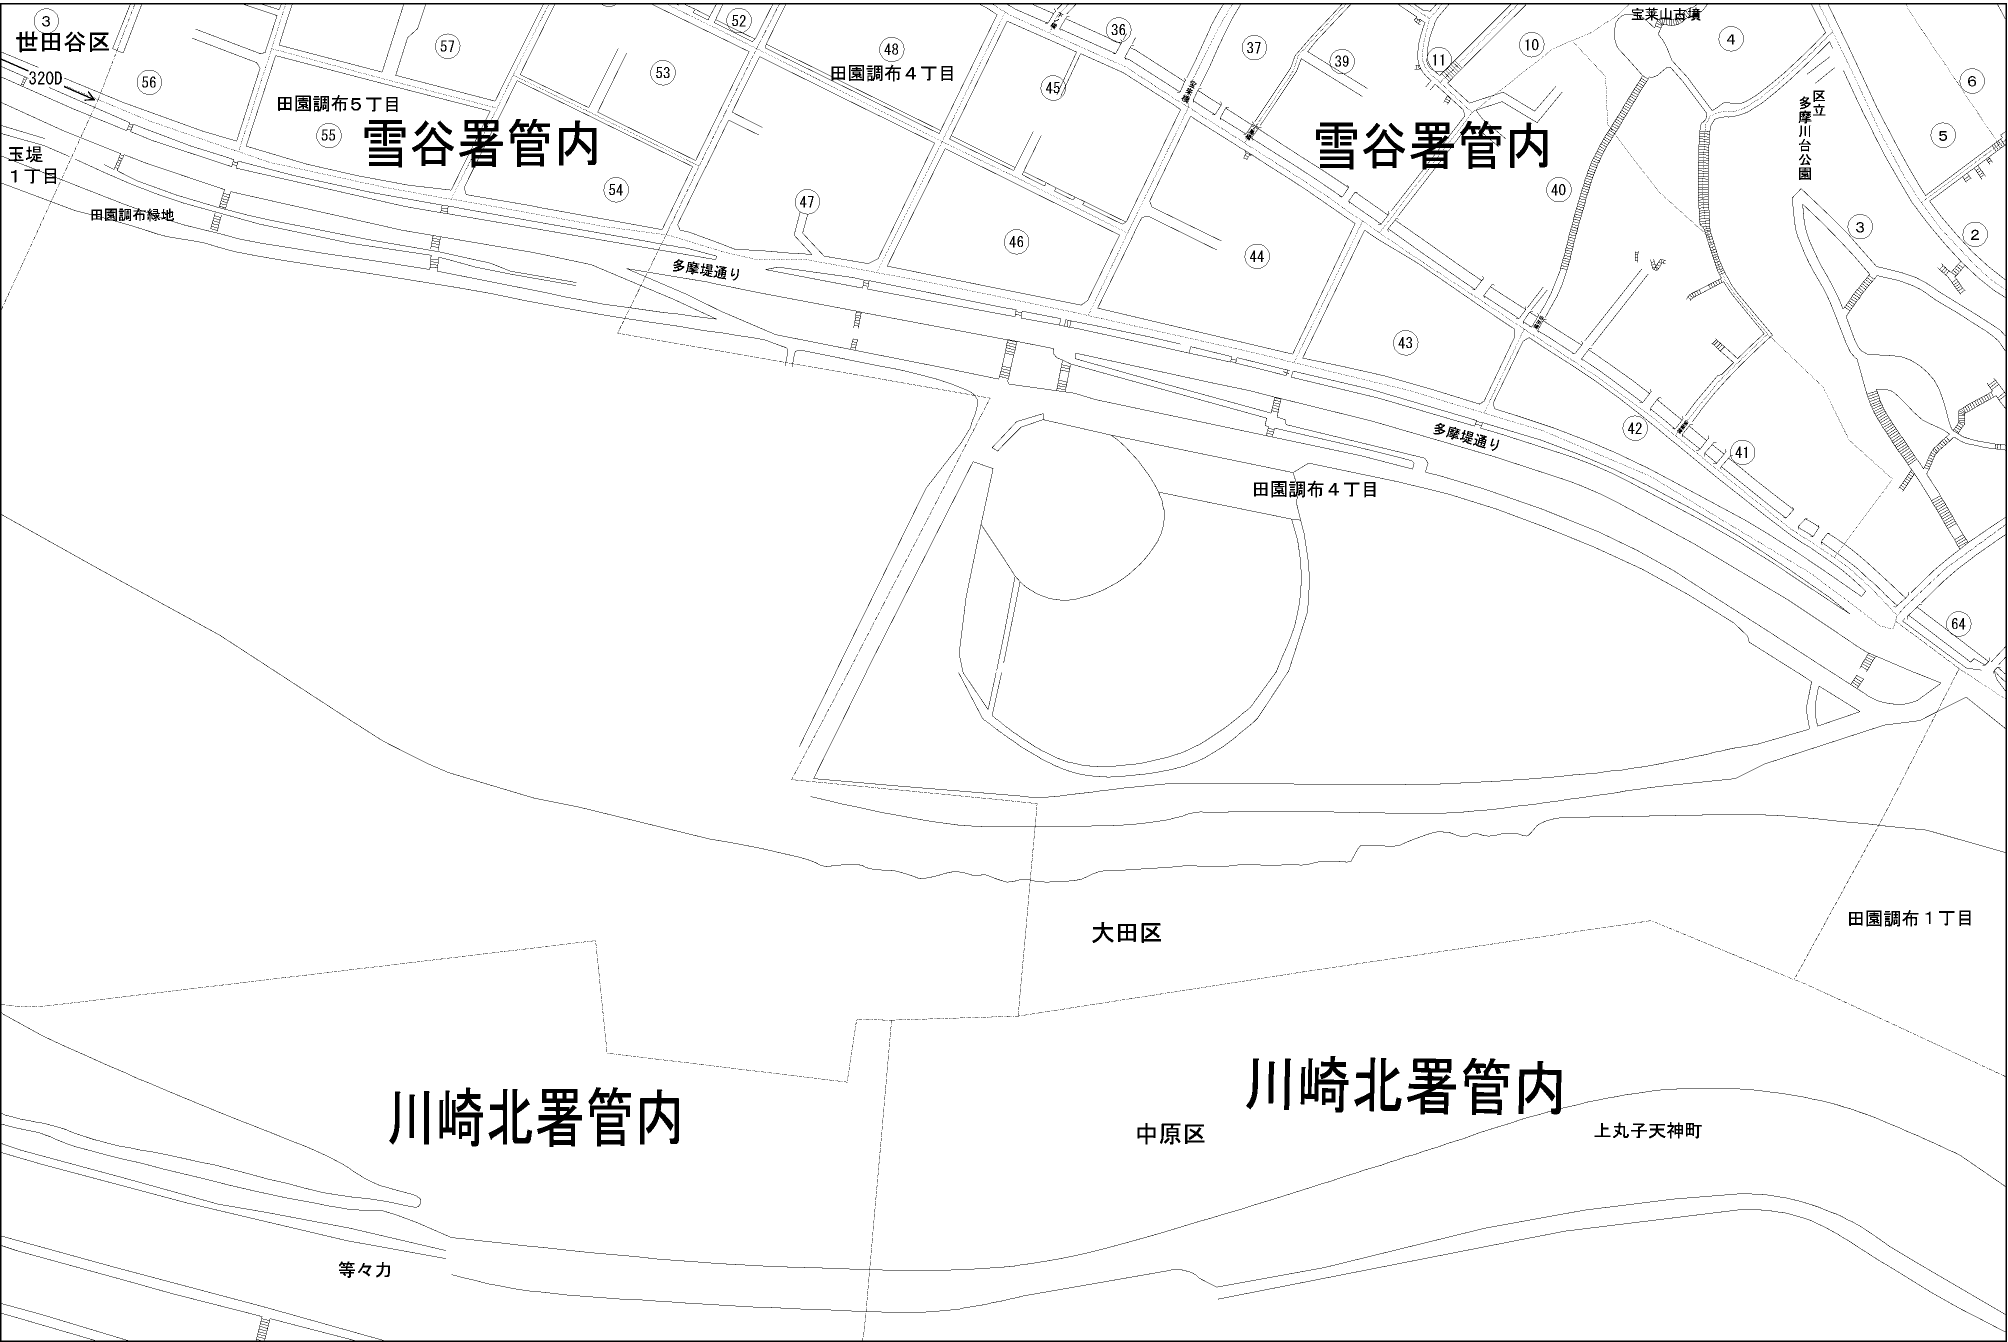 3
世田谷区
320D
56
57
52
48
36
37
39
11
10
宝莱山古墳
4
6
田園調布５丁目
53
田園調布４丁目
45
区立
多摩川台公園
5
玉堤
１丁目
55
雪谷署管内
雪谷署管内
54
47
40
田園調布緑地
46
44
3
2
多摩堤通り
43
42
41
多摩堤通り
田園調布４丁目
64
大田区
田園調布１丁目
川崎北署管内
川崎北署管内
中原区
上丸子天神町
等々力